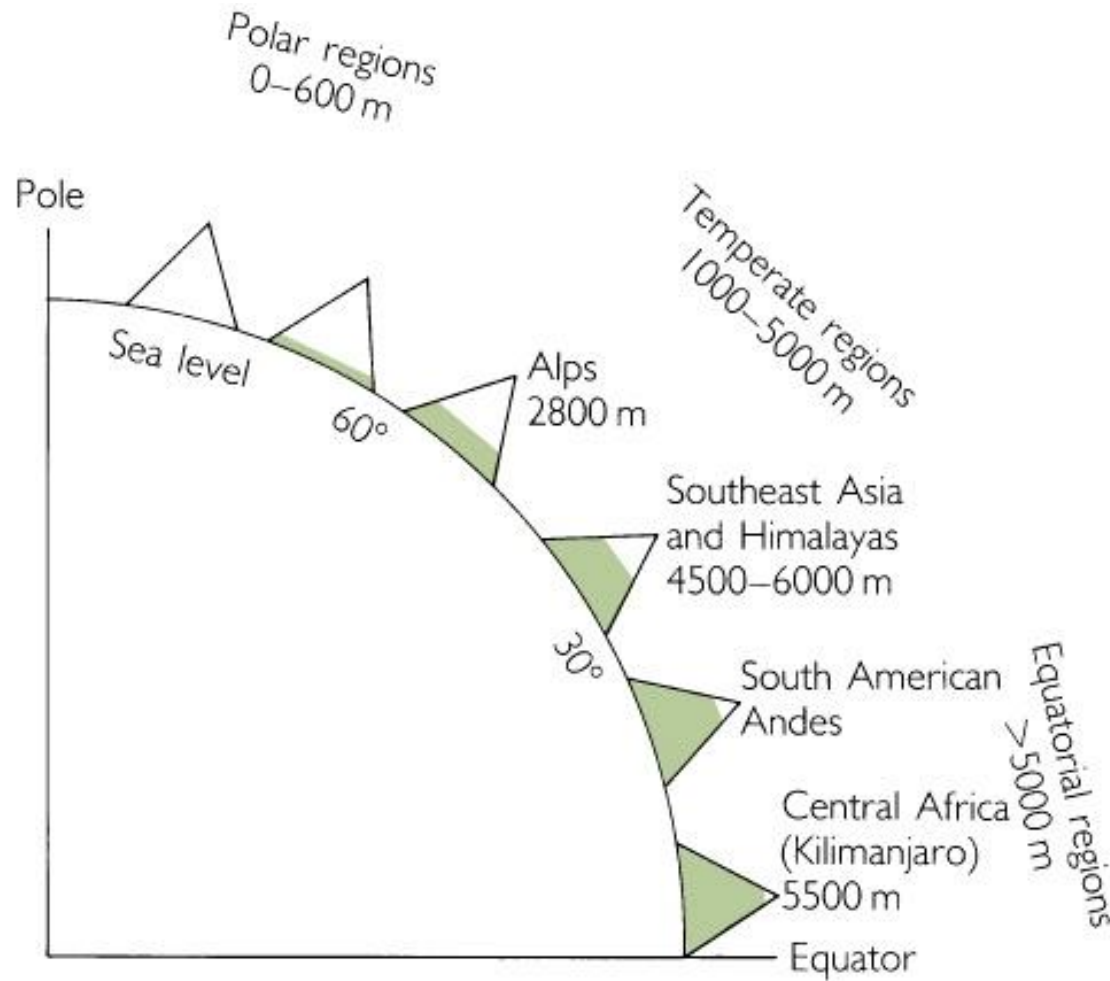 Polar regions
0–600 m
Pole
Temperate regions
1000–5000 m
Sea level
60°
Alps
2800 m
Southeast Asia
and Himalayas
4500–6000 m
30°
South American
Andes
Equatorial regions
>5000 m
Central Africa
(Kilimanjaro)
5500 m
Equator